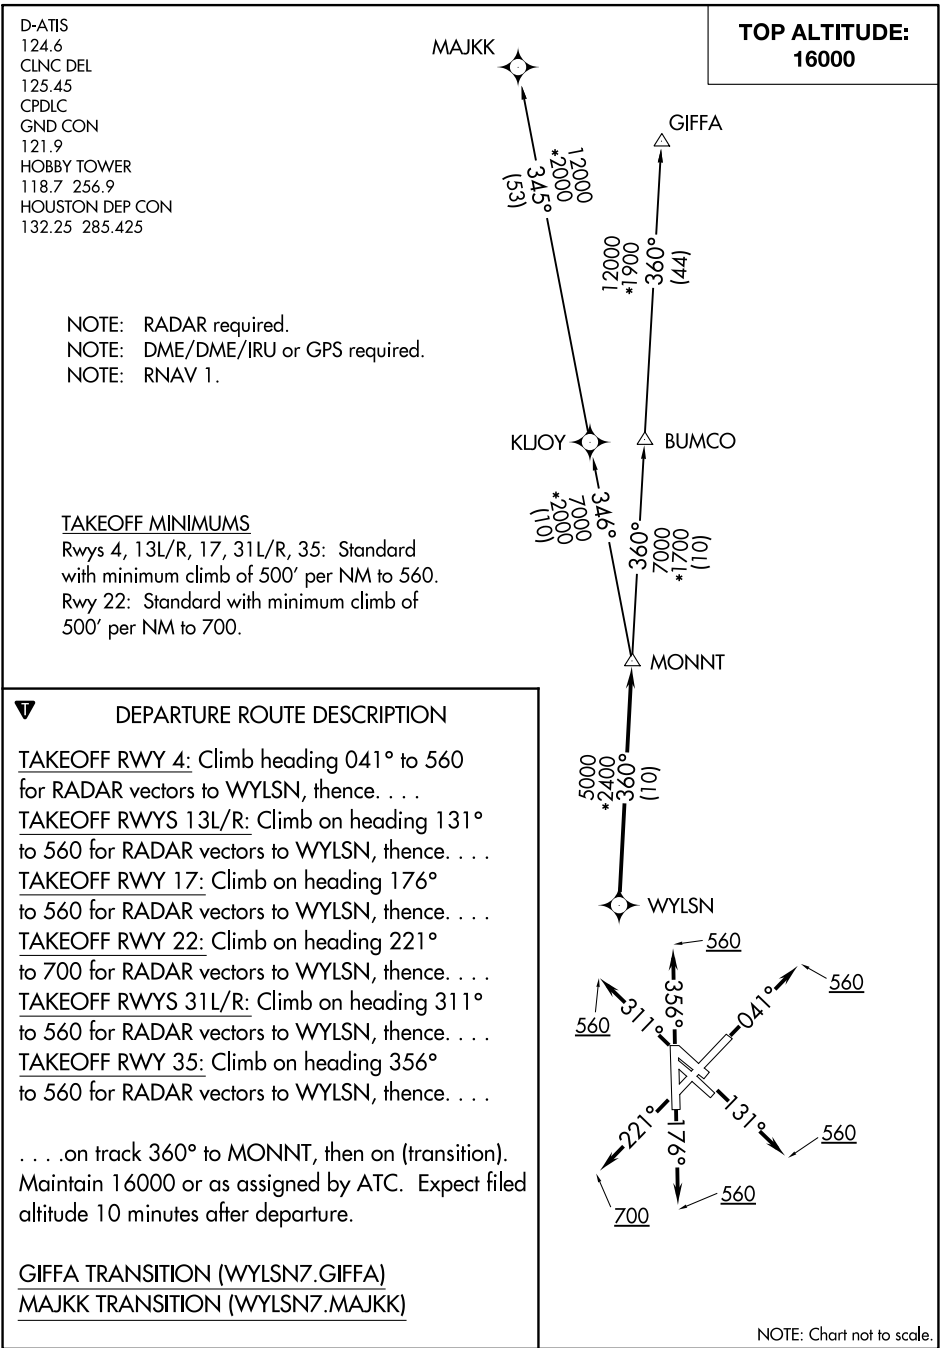 D-ATIS
124.6
CLNC DEL
125.45
CPDLC
GND CON
121.9
HOBBY TOWER
118.7 256.9
HOUSTON DEP CON
132.25 285.425
TOP ALTITUDE:
16000
MAJKK
GIFFA
12000
*2000
345°
(53)
12000
*1900
360°
(44)
NOTE: RADAR required.
NOTE: DME/DME/IRU or GPS required.
NOTE: RNAV 1.
KLJOY
BUMCO
346°
7000
*2000
(10)
360°
7000
*1700
(10)
TAKEOFF MINIMUMS
Rwys 4, 13L/R, 17, 31L/R, 35: Standard
with minimum climb of 500' per NM to 560.
Rwy 22: Standard with minimum climb of
500' per NM to 700.
MONNT
5000
*2400
360°
(10)
WYLSN
T
DEPARTURE ROUTE DESCRIPTION
TAKEOFF RWY 4: Climb heading 041° to 560
for RADAR vectors to WYLSN, thence. . . .
TAKEOFF RWYS 13L/R: Climb on heading 131°
to 560 for RADAR vectors to WYLSN, thence. . . .
TAKEOFF RWY 17: Climb on heading 176°
to 560 for RADAR vectors to WYLSN, thence. . . .
TAKEOFF RWY 22: Climb on heading 221°
to 700 for RADAR vectors to WYLSN, thence. . . .
TAKEOFF RWYS 31L/R: Climb on heading 311°
to 560 for RADAR vectors to WYLSN, thence. . . .
TAKEOFF RWY 35: Climb on heading 356°
to 560 for RADAR vectors to WYLSN, thence. . . .
. . . .on track 360° to MONNT, then on (transition).
Maintain 16000 or as assigned by ATC. Expect filed
altitude 10 minutes after departure.
GIFFA TRANSITION (WYLSN7.GIFFA)
MAJKK TRANSITION (WYLSN7.MAJKK)
560
560
560
311°
356°
041°
221°
176°
131°
560
560
700
NOTE: Chart not to scale.